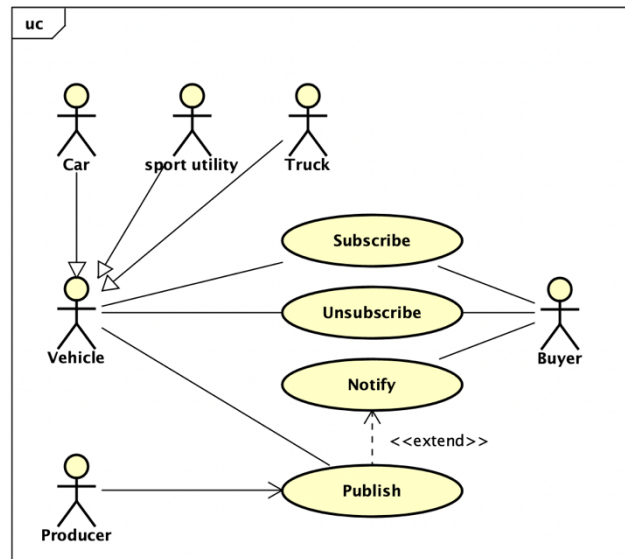 uc
Car
sport utility
Truck
Subscribe
Unsubscribe
Vehicle
Buyer
Notify
<<extend>>
Publish
Producer